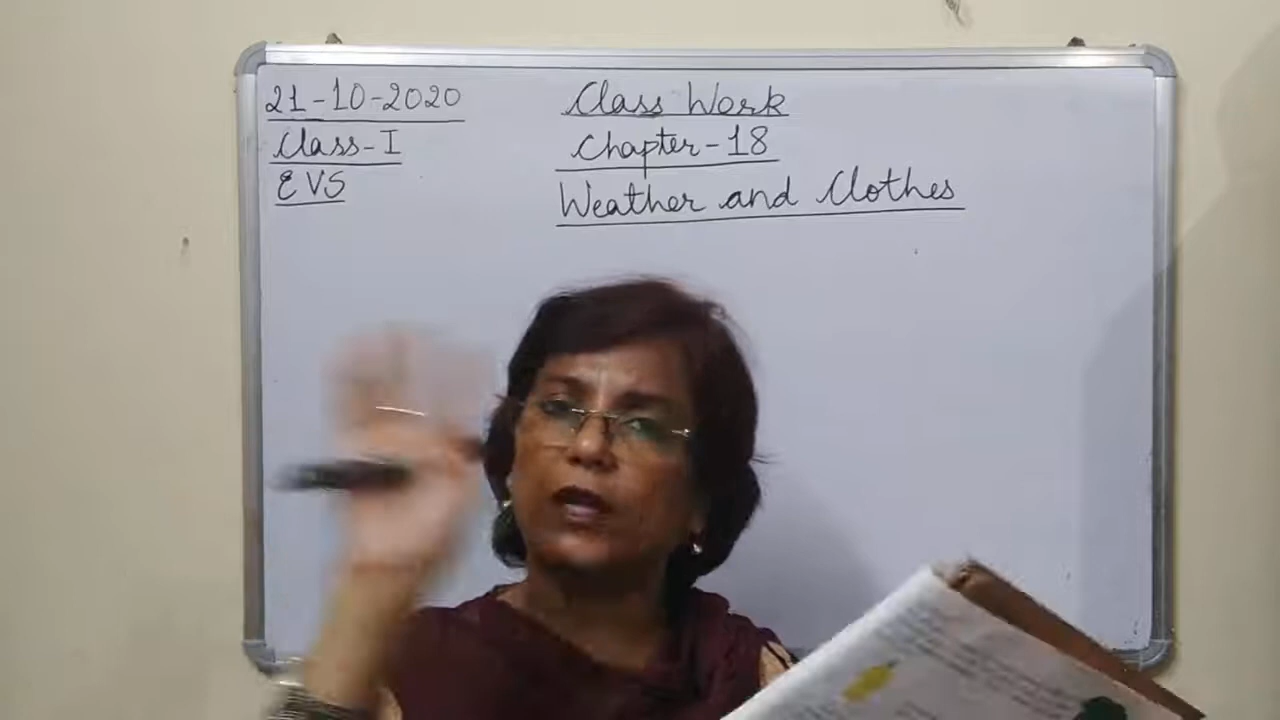 21-10-2020
Class-I
EVS
Class Work
Chapter-18
Weather and Clothes